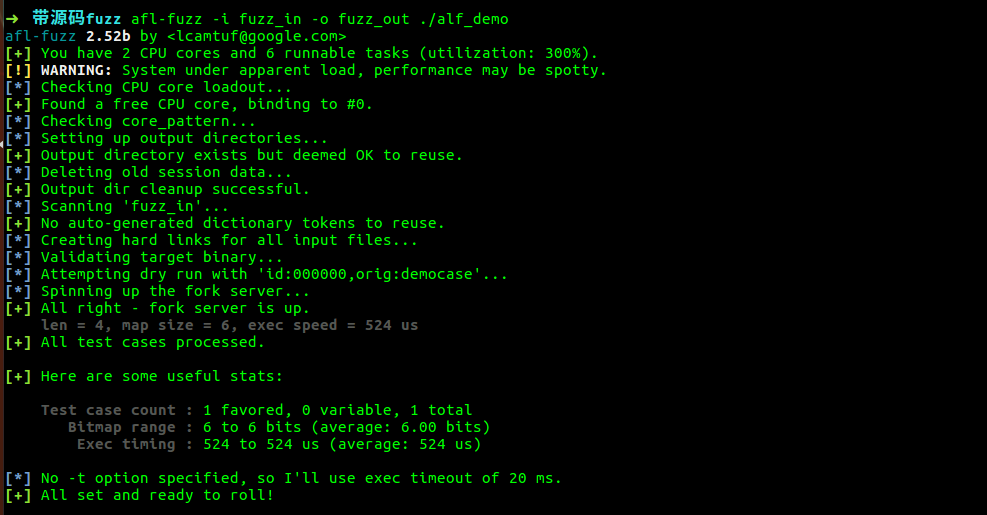 ➜ 带源码fuzz afl-fuzz -i fuzz_in -o fuzz_out ./alf_demo
afl-fuzz 2.52b by <lcamtuf@google.com>
[+] You have 2 CPU cores and 6 runnable tasks (utilization: 300%).
[!] WARNING: System under apparent load, performance may be spotty.
[*] Checking CPU core loadout...
[+] Found a free CPU core, binding to #0.
[*] Checking core_pattern...
[*] Setting up output directories...
[+] Output directory exists but deemed OK to reuse.
[*] Deleting old session data...
[+] Output dir cleanup successful.
[*] Scanning 'fuzz_in'...
[+] No auto-generated dictionary tokens to reuse.
[*] Creating hard links for all input files...
[*] Validating target binary...
[*] Attempting dry run with 'id:000000,orig:democase'...
[*] Spinning up the fork server...
[+] All right - fork server is up.
len = 4, map size = 6, exec speed = 524 us
[+] All test cases processed.
[+] Here are some useful stats:
Test case count : 1 favored, 0 variable, 1 total
Bitmap range : 6 to 6 bits (average: 6.00 bits)
Exec timing : 524 to 524 us (average: 524 us)
[*] No -t option specified, so I'll use exec timeout of 20 ms.
[+] All set and ready to roll!